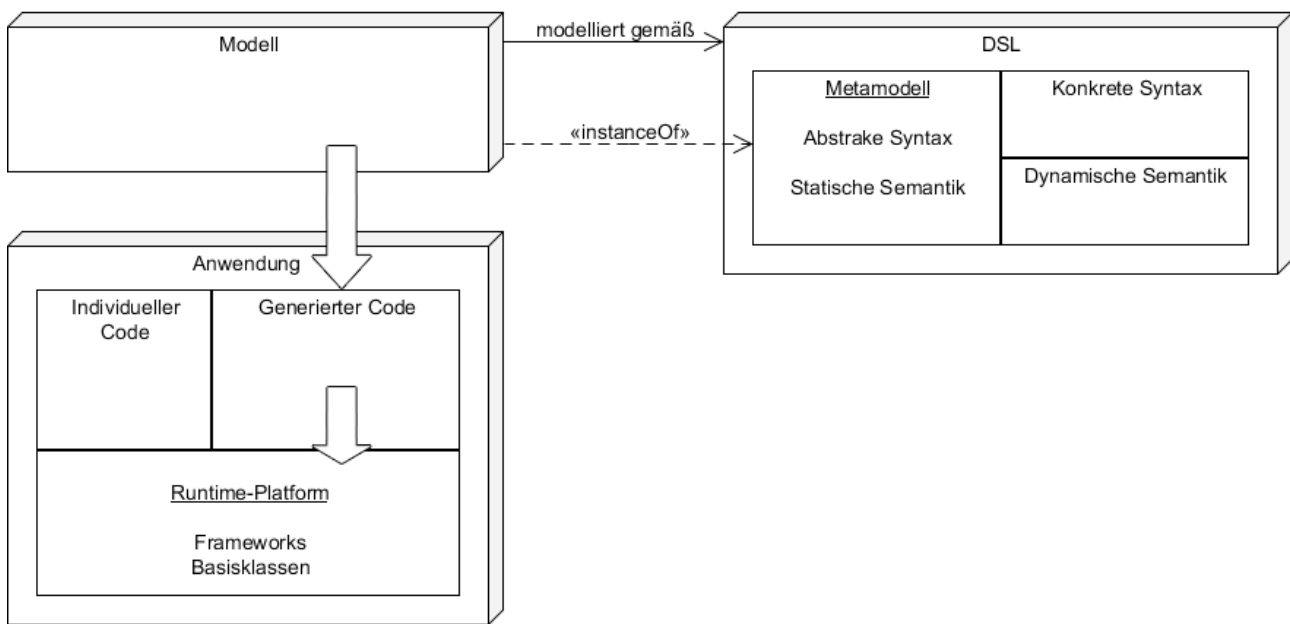 Modell
modelliert gemäß
DSL
Metamodell
Konkrete Syntax
«instanceOf»
Abstrake Syntax
Statische Semantik
Dynamische Semantik
Anwendung
Individueller
Code
Generierter Code
Runtime-Platform
Frameworks
Basisklassen